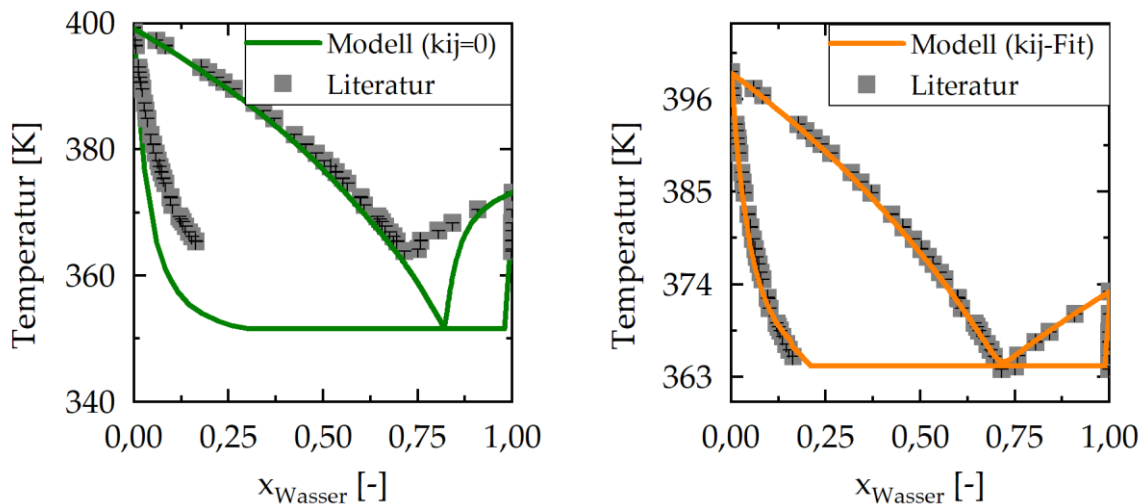 400
380
360
340
Temperatur [K]
Modell (kij=0)
Literatur
0,00 0,25 0,50 0,75 1,00
xWasser [-]
396
385
374
363
Temperatur [K]
Modell (kij-Fit)
Literatur
0,00 0,25 0,50 0,75 1,00
xWasser [-]